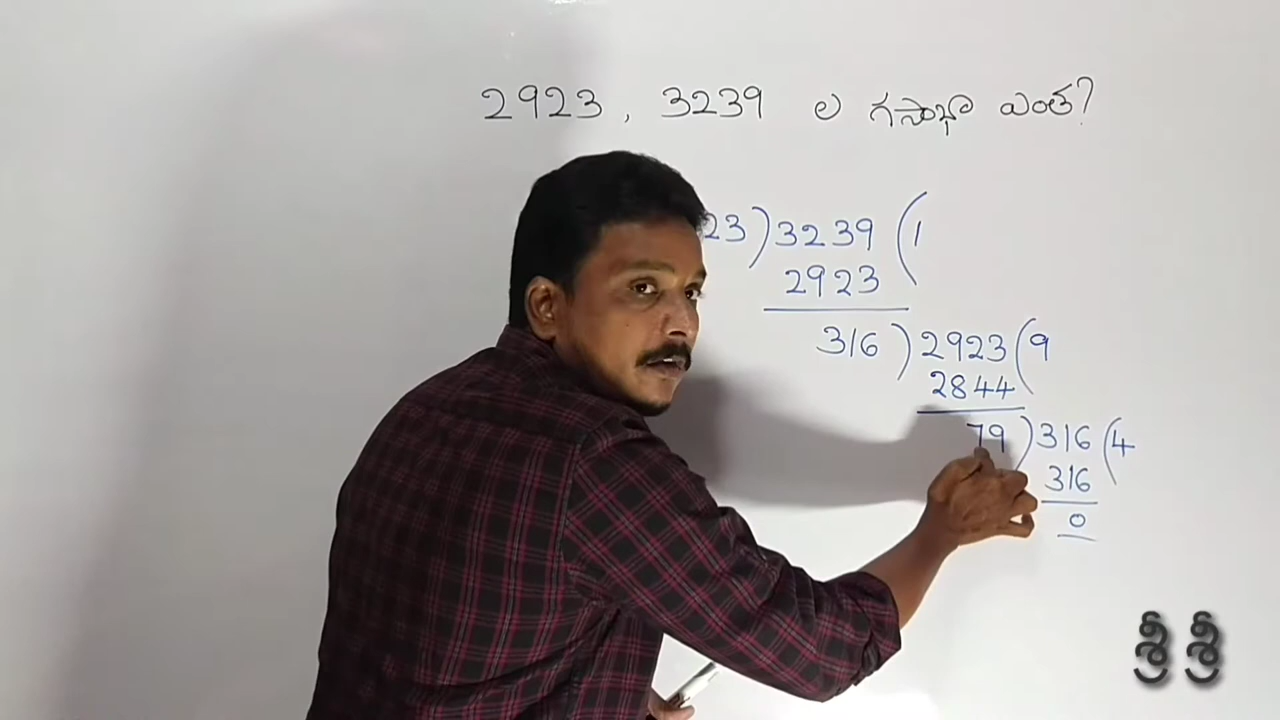 2923, 3239 ల గసాభా ఎంత?
23) 3239 (1
2923
316) 2923 (9
2844
79) 316 (4
316
0
శ్రీ శ్రీ